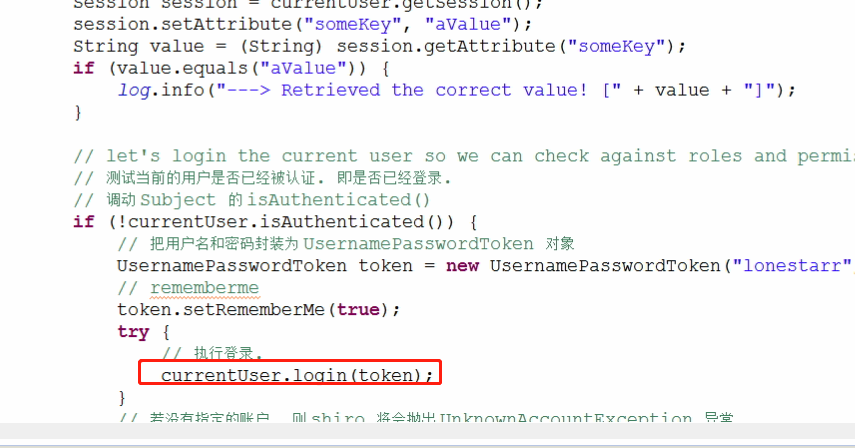 Session session = currentUser.getSession();
session.setAttribute("someKey", "aValue");
String value = (String) session.getAttribute("someKey");
if (value.equals("aValue")) {
log.info("---> Retrieved the correct value! [" + value + "]");
}
// let's login the current user so we can check against roles and permis
// 测试当前的用户是否已经被认证. 即是否已经登录.
// 调动 Subject 的 isAuthenticated()
if (!currentUser.isAuthenticated()) {
// 把用户名和密码封装为 UsernamePasswordToken 对象
UsernamePasswordToken token = new UsernamePasswordToken("lonestarr",
// rememberme
token.setRememberMe(true);
try {
// 执行登录.
currentUser.login(token);
}
// 若没有指定的账户, 则 shiro 将会抛出 UnknownAccountException 异常